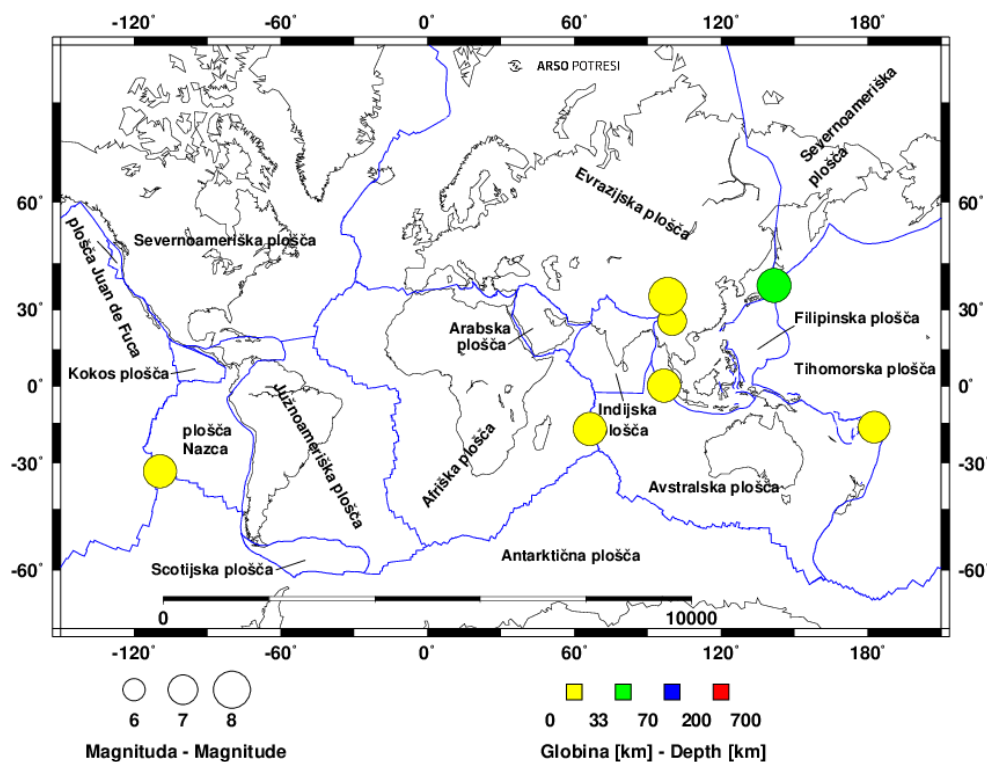 -120° -60° 0° 60° 120° 180°
ARSO POTRESI
Severnoameriška
plošča
Evrazijska plošča
60° 60°
Severnoameriška plošča
plošča Juan de Fuca
30° 30°
Arabska
plošča
Filipinska plošča
Kokos plošča
Tihomorska plošča
0° 0°
Južnoameriška plošča
Indijska
plošča
plošča
Nazca
Afriška plošča
-30° -30°
Avstralska plošča
Antarktična plošča
Scotijska plošča
-60° -60°
0 10000
-120° -60° 0° 60° 120° 180°
6 7 8
0 33 70 200 700
Magnituda - Magnitude
Globina [km] - Depth [km]